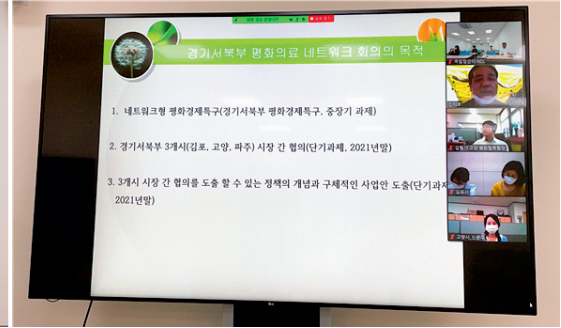 경기서북부 평화의료 네트워크 회의의 목적
1. 네트워크형 평화경제특구(경기서북부 평화경제특구, 중장기 과제)
2. 경기서북부 3개시(김포, 고양, 파주) 시장 간 협의(단기과제, 2021년말)
3. 3개시 시장 간 협의를 도출 할 수 있는 정책의 개념과 구체적인 사업안 도출(단기과제
2021년말)
LG